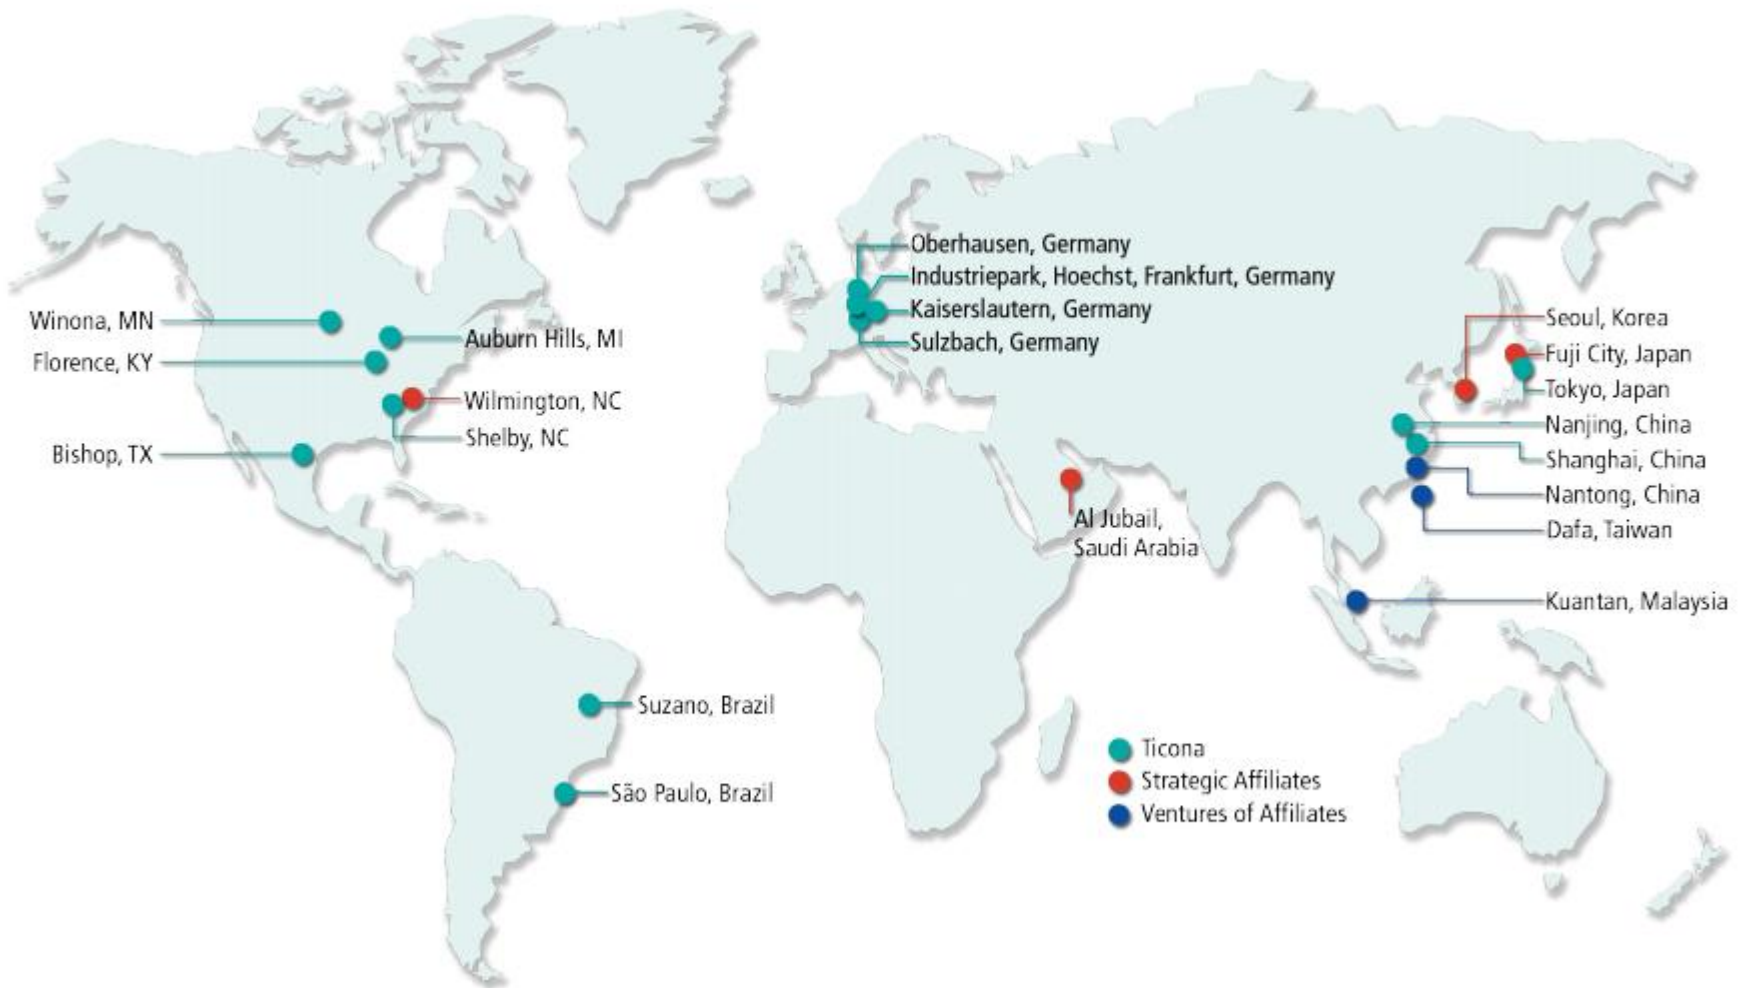 Winona, MN
Auburn Hills, MI
Florence, KY
Wilmington, NC
Shelby, NC
Bishop, TX
Suzano, Brazil
São Paulo, Brazil
Oberhausen, Germany
Industriepark, Hoechst, Frankfurt, Germany
Kaiserslautern, Germany
Sulzbach, Germany
Al Jubail,
Saudi Arabia
Seoul, Korea
Fuji City, Japan
Tokyo, Japan
Nanjing, China
Shanghai, China
Nantong, China
Dafa, Taiwan
Kuantan, Malaysia
Ticona
Strategic Affiliates
Ventures of Affiliates